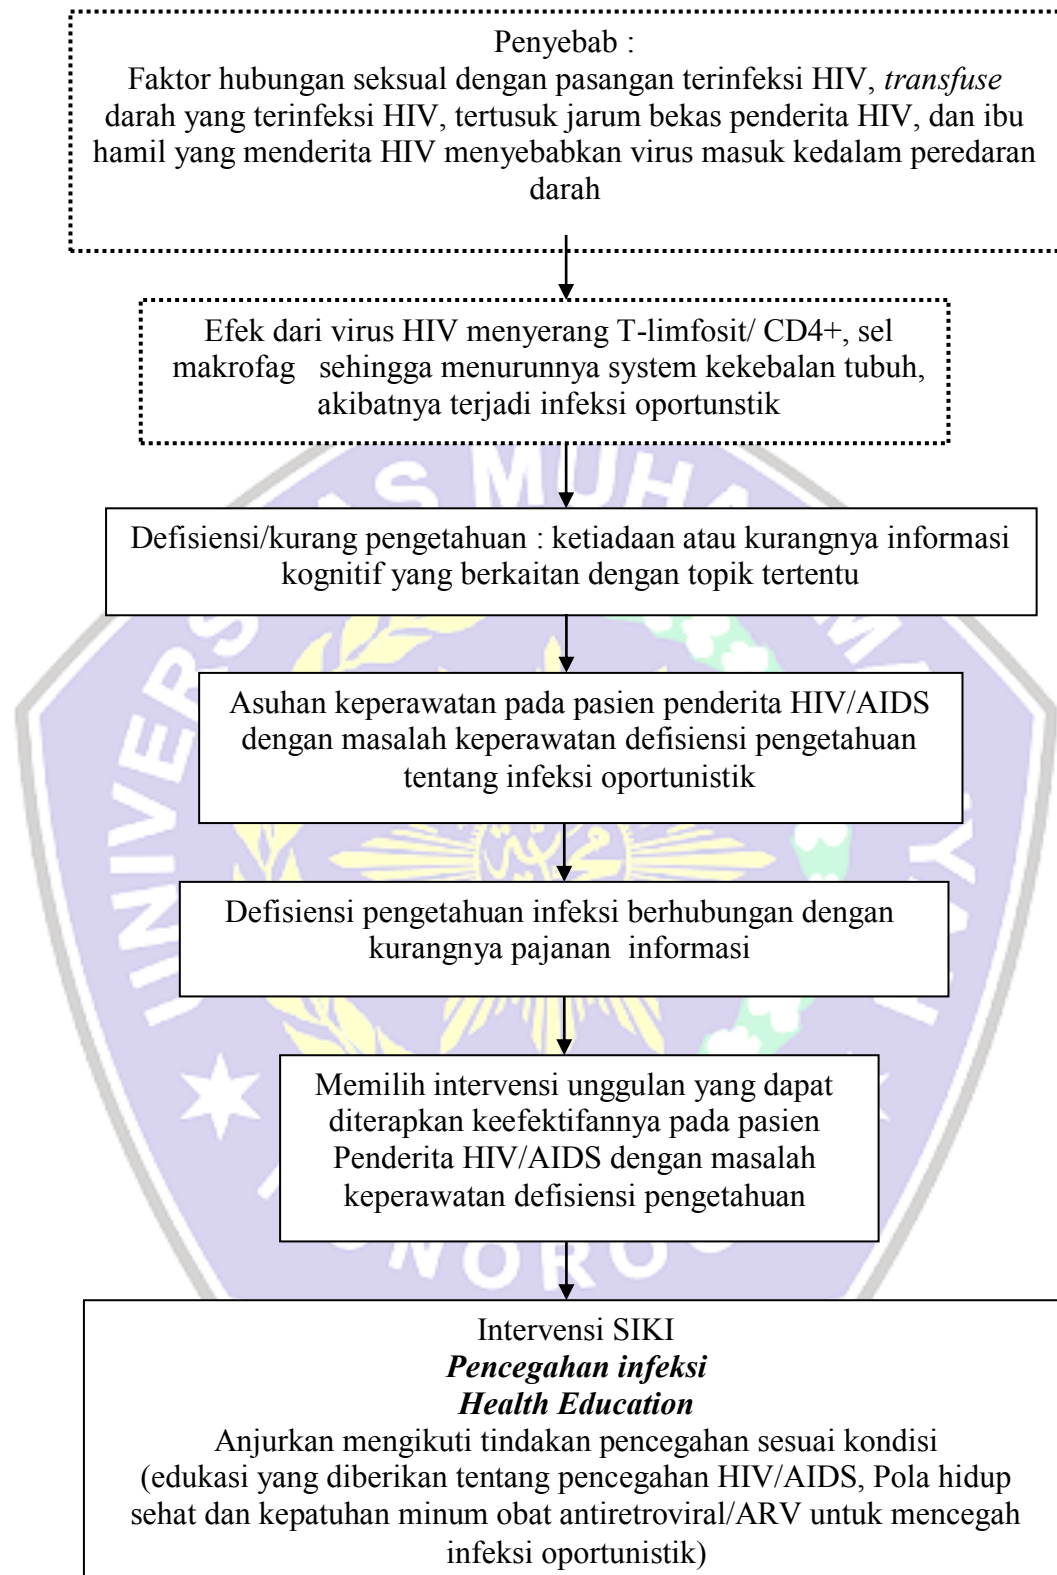 Penyebab :
Faktor hubungan seksual dengan pasangan terinfeksi HIV, transfuse
darah yang terinfeksi HIV, tertusuk jarum bekas penderita HIV, dan ibu
hamil yang menderita HIV menyebabkan virus masuk kedalam peredaran
darah
Efek dari virus HIV menyerang T-limfosit/ CD4+, sel
makrofag sehingga menurunnya system kekebalan tubuh,
akibatnya terjadi infeksi oportunstik
Defisiensi/kurang pengetahuan : ketiadaan atau kurangnya informasi
kognitif yang berkaitan dengan topik tertentu
Asuhan keperawatan pada pasien penderita HIV/AIDS
dengan masalah keperawatan defisiensi pengetahuan
tentang infeksi oportunistik
Defisiensi pengetahuan infeksi berhubungan dengan
kurangnya pajanan informasi
Memilih intervensi unggulan yang dapat
diterapkan keefektifannya pada pasien
Penderita HIV/AIDS dengan masalah
keperawatan defisiensi pengetahuan
Intervensi SIKI
Pencegahan infeksi
Health Education
Anjurkan mengikuti tindakan pencegahan sesuai kondisi
(edukasi yang diberikan tentang pencegahan HIV/AIDS, Pola hidup
sehat dan kepatuhan minum obat antiretroviral/ARV untuk mencegah
infeksi oportunistik)